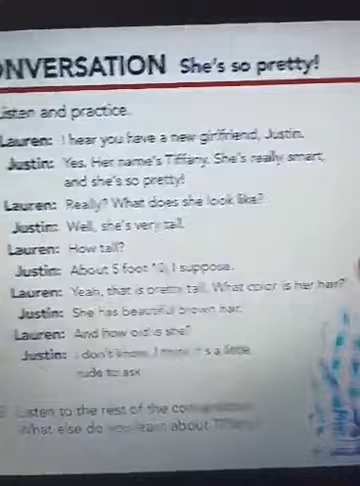 ONVERSATION She's so pretty!
Listen and practice.
Lauren: I hear you have a new girlfriend, Justin.
Justin: Yes. Her name's Tiffany. She's really smart,
and she's so pretty!
Lauren: Really? What does she look like?
Justin: Well, she's very tall.
Lauren: How tall?
Justin: About 5 foot I suppose.
Lauren: Yeah, that is pretty tall. What color is her hair?
Justin: She has beautiful brown hair.
Lauren: And how old is she?
Justin: I don't know. I think it's a little
rude to ask.
Listen to the rest of the
What else do you learn about